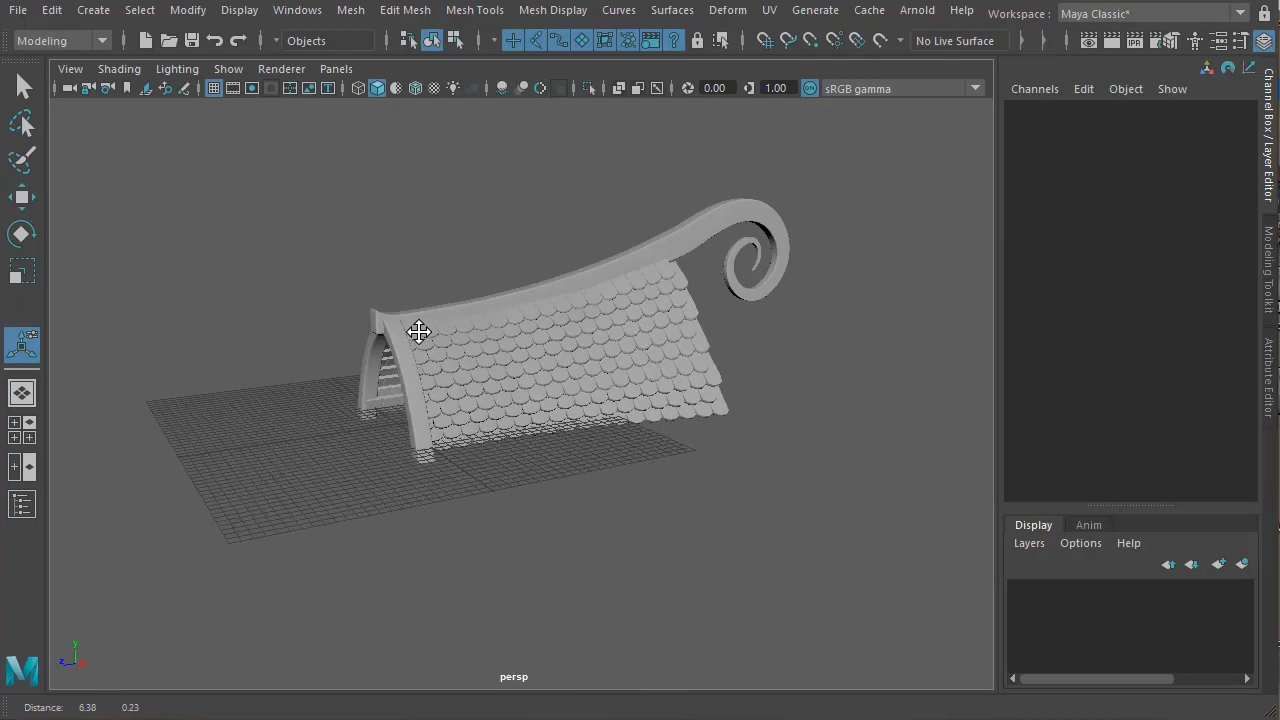 File Edit Create Select Modify Display Windows Mesh Edit Mesh Mesh Tools Mesh Display Curves Surfaces Deform UV Generate Cache Arnold Help Workspace : Maya Classic*
Modeling Objects No Live Surface IPR
View Shading Lighting Show Renderer Panels
0.00 1.00 ON sRGB gamma
Channels Edit Object Show
Channel Box / Layer Editor
Modeling Toolkit
Attribute Editor
Display Anim
Layers Options Help
y
z
persp
M
Distance: 6.38 0.23